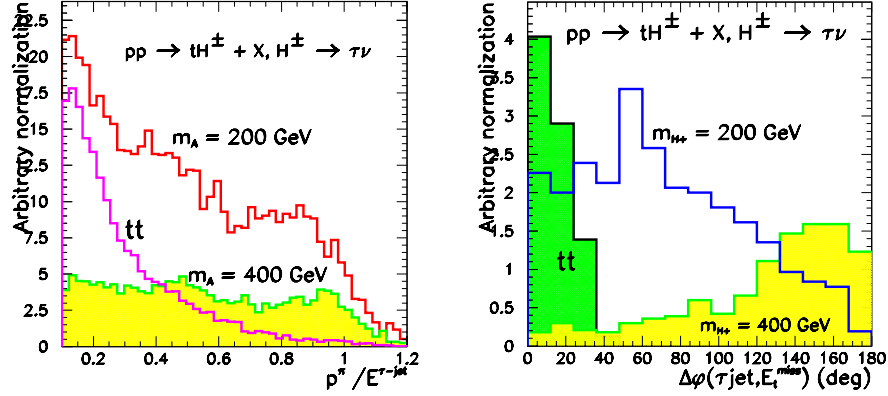 Arbitrary normalization
22.5
20
17.5
15
12.5
10
7.5
5
2.5
0
pp → tH± + X, H± → τν
m_A = 200 GeV
tt
m_A = 400 GeV
0.2 0.4 0.6 0.8 1 1.2
p^π/E^τ-jet
Arbitrary normalization
4
3.5
3
2.5
2
1.5
1
0.5
0
pp → tH± + X, H± → τν
m_H+ = 200 GeV
tt
m_H+ = 400 GeV
0 20 40 60 80 100 120 140 160 180
Δφ(τjet,E_t^miss) (deg)